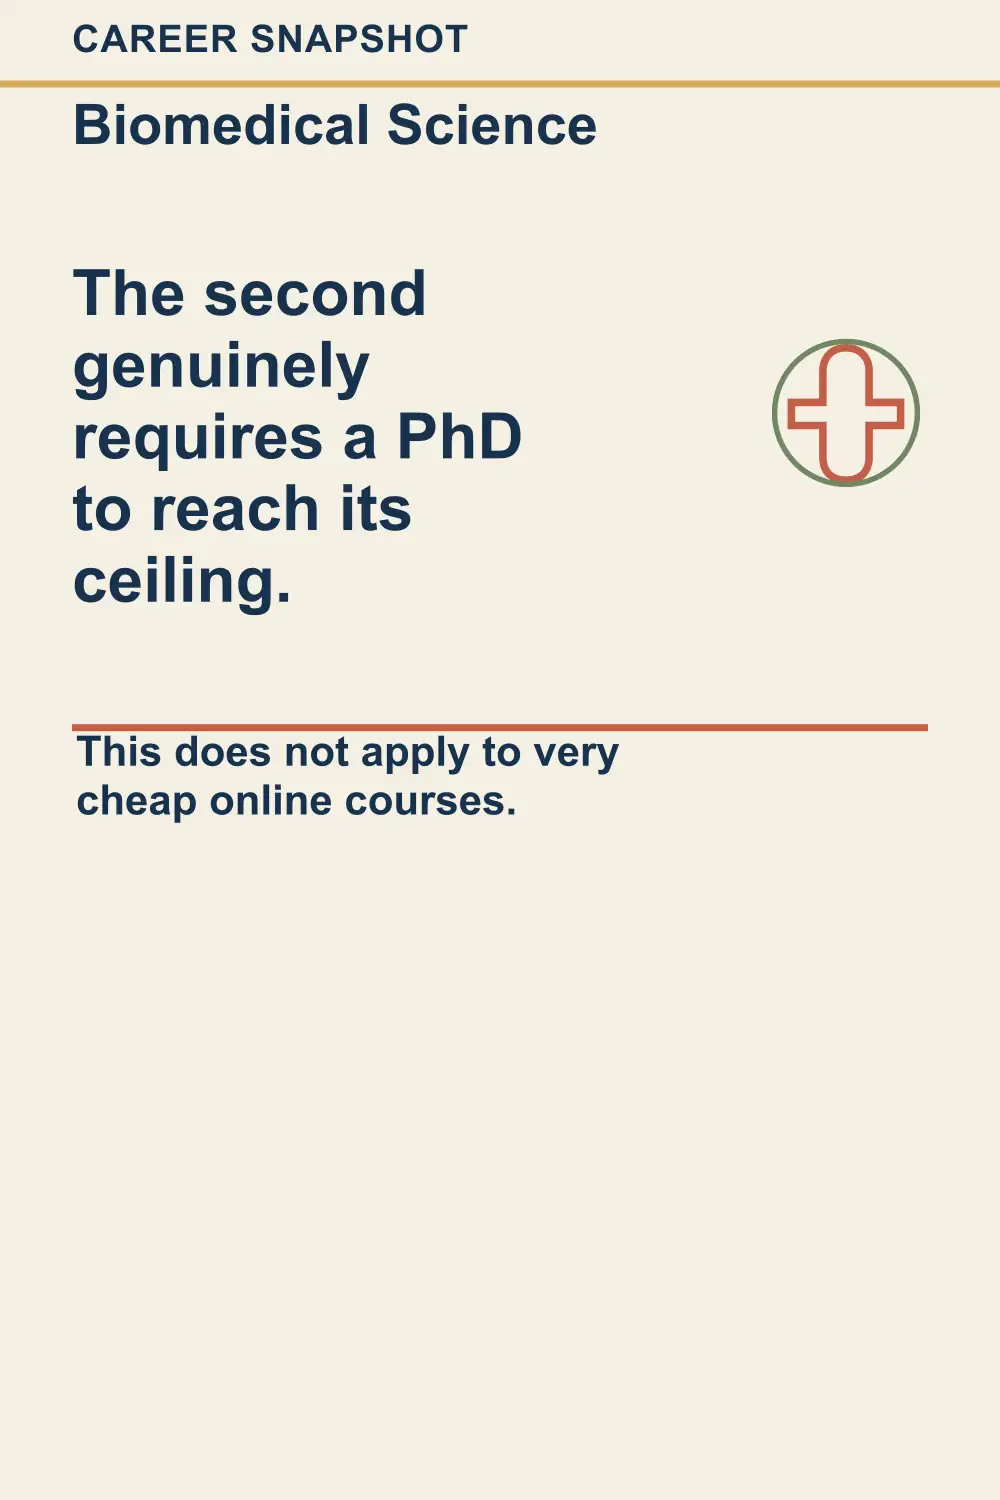 CAREER SNAPSHOT
Biomedical Science
The second
genuinely
requires a PhD
to reach its
ceiling.
This does not apply to very
cheap online courses.